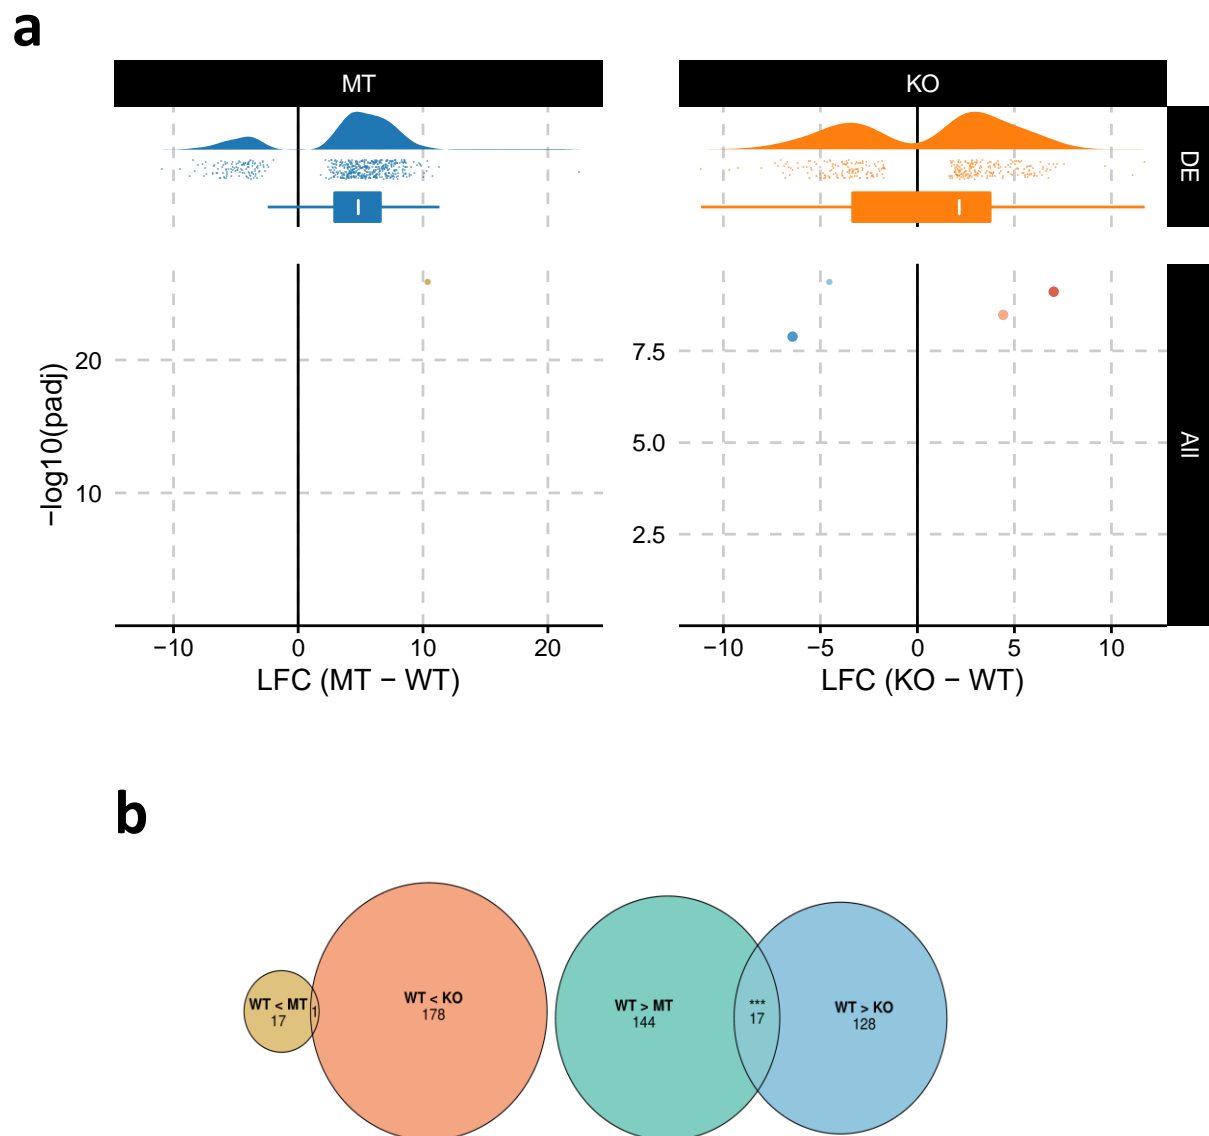 a
MT
KO
DE
All
−log10(padj)
20
10
7.5
5.0
2.5
−10
0
10
20
−10
−5
0
5
10
LFC (MT − WT)
LFC (KO − WT)
b
WT < MT
17
1
WT < KO
178
WT > MT
144
***
17
WT > KO
128